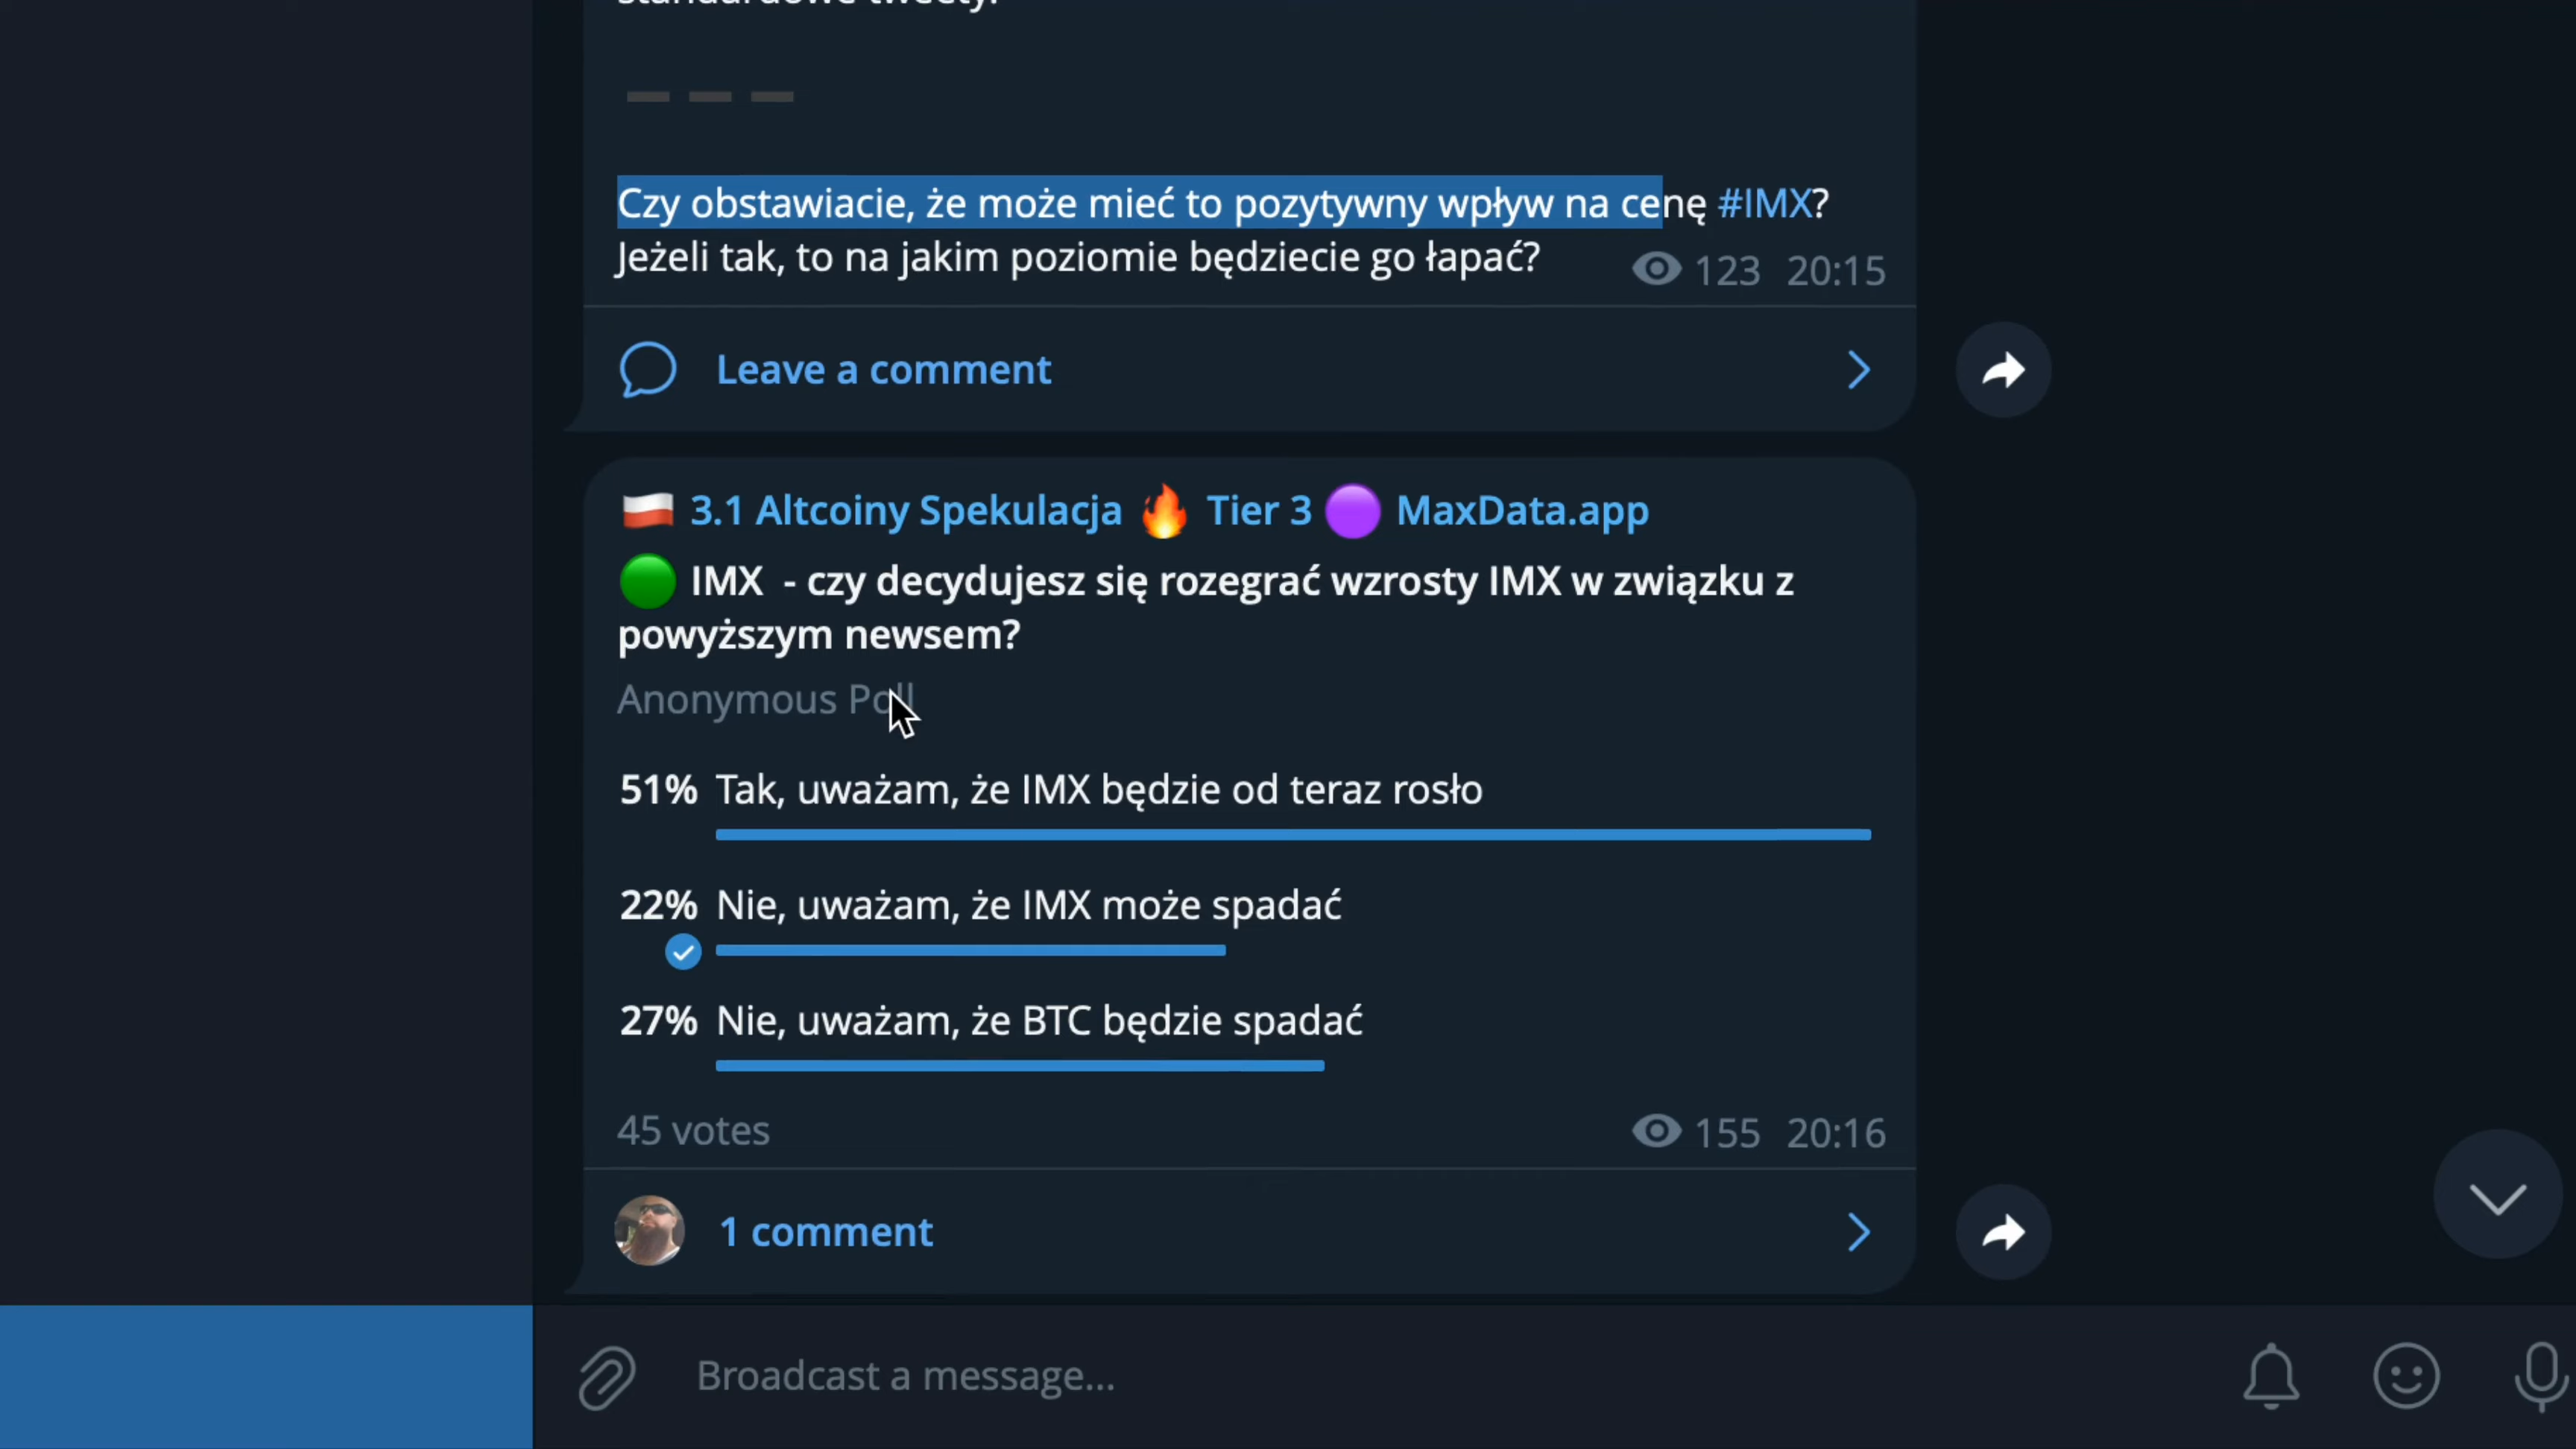 standardowe tweety.
Czy obstawiacie, że może mieć to pozytywny wpływ na cenę #IMX?
Jeżeli tak, to na jakim poziomie będziecie go łapać?
123 20:15
Leave a comment
3.1 Altcoiny Spekulacja 🔥 Tier 3 🟣 MaxData.app
🟢 IMX - czy decydujesz się rozegrać wzrosty IMX w związku z
powyższym newsem?
Anonymous Poll
51% Tak, uważam, że IMX będzie od teraz rosło
22% Nie, uważam, że IMX może spadać
27% Nie, uważam, że BTC będzie spadać
45 votes
155 20:16
1 comment
Broadcast a message...